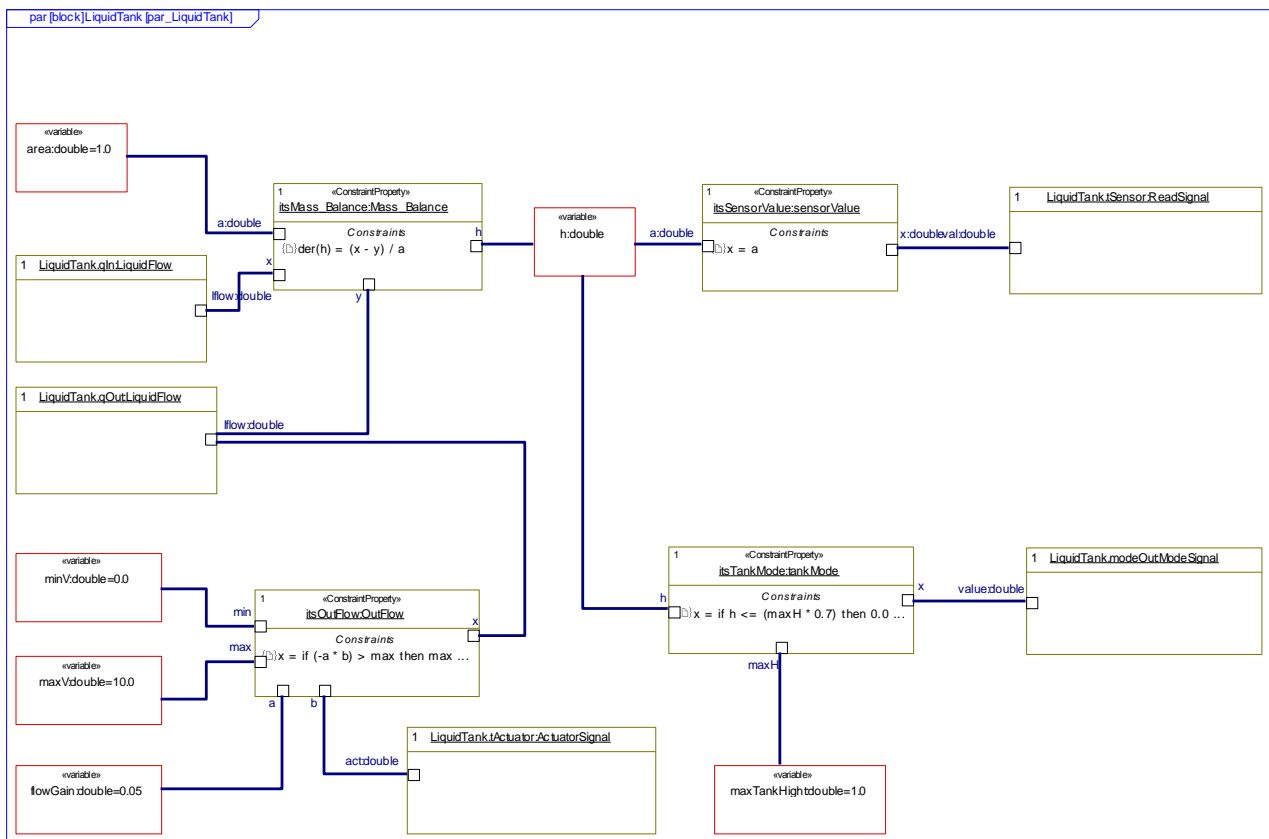 par [block] LiquidTank [par_LiquidTank]
«variable»
area:double=1.0
a:double
1
«ConstraintProperty»
itsMass_Balance:Mass_Balance
Constraints
der(h) = (x - y) / a
h
x
y
«variable»
h:double
a:double
1
«ConstraintProperty»
itsSensorValue:sensorValue
Constraints
x = a
x:double
val:double
1
LiquidTank.tSensor:ReadSignal
1
LiquidTank.qIn:LiquidFlow
lflow:double
1
LiquidTank.qOut:LiquidFlow
lflow:double
«variable»
minV:double=0.0
min
«variable»
maxV:double=10.0
max
1
«ConstraintProperty»
itsOutFlow:OutFlow
Constraints
x = if (-a * b) > max then max ...
x
a
b
«variable»
flowGain:double=0.05
act:double
1
LiquidTank.tActuator:ActuatorSignal
h
1
«ConstraintProperty»
itsTankMode:tankMode
Constraints
x = if h <= (maxH * 0.7) then 0.0 ...
x
maxH
value:double
1
LiquidTank.modeOut:ModeSignal
«variable»
maxTankHight:double=1.0